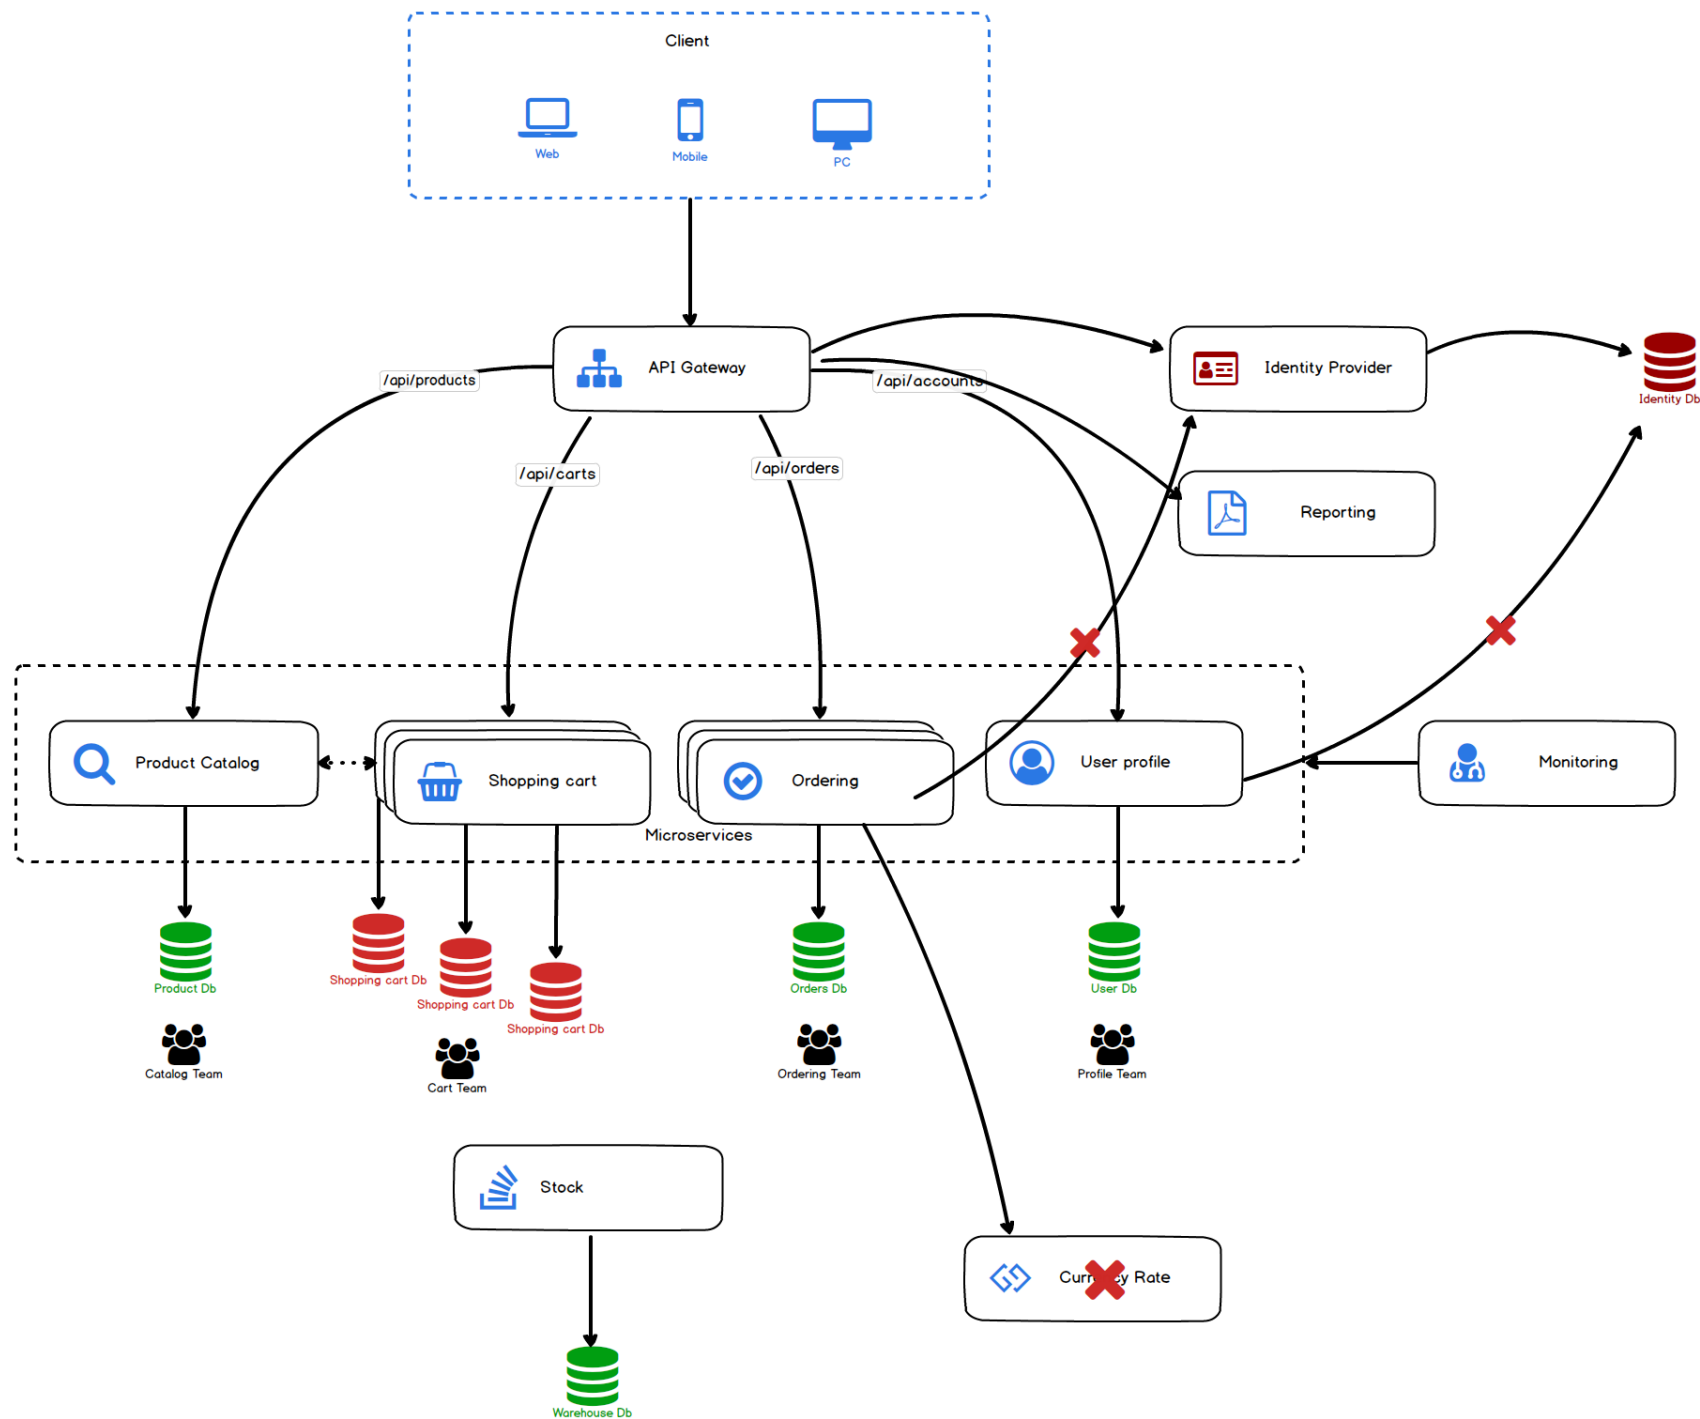 Client
Web
Mobile
PC
API Gateway
Identity Provider
Identity Db
/api/products
/api/accounts
/api/carts
/api/orders
Reporting
Product Catalog
Shopping cart
Ordering
User profile
Monitoring
Microservices
Product Db
Shopping cart Db
Shopping cart Db
Shopping cart Db
Orders Db
User Db
Catalog Team
Cart Team
Ordering Team
Profile Team
Stock
Currency Rate
Warehouse Db